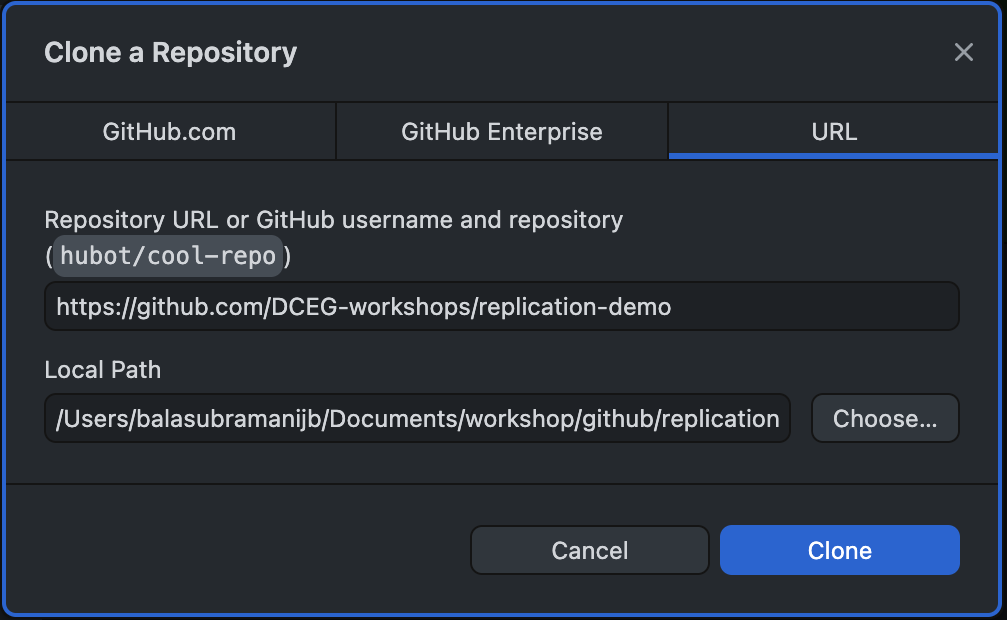 Clone a Repository
GitHub.com
GitHub Enterprise
URL
Repository URL or GitHub username and repository
(hubot/cool-repo)
https://github.com/DCEG-workshops/replication-demo
Local Path
/Users/balasubramanijb/Documents/workshop/github/replication
Choose...
Cancel
Clone